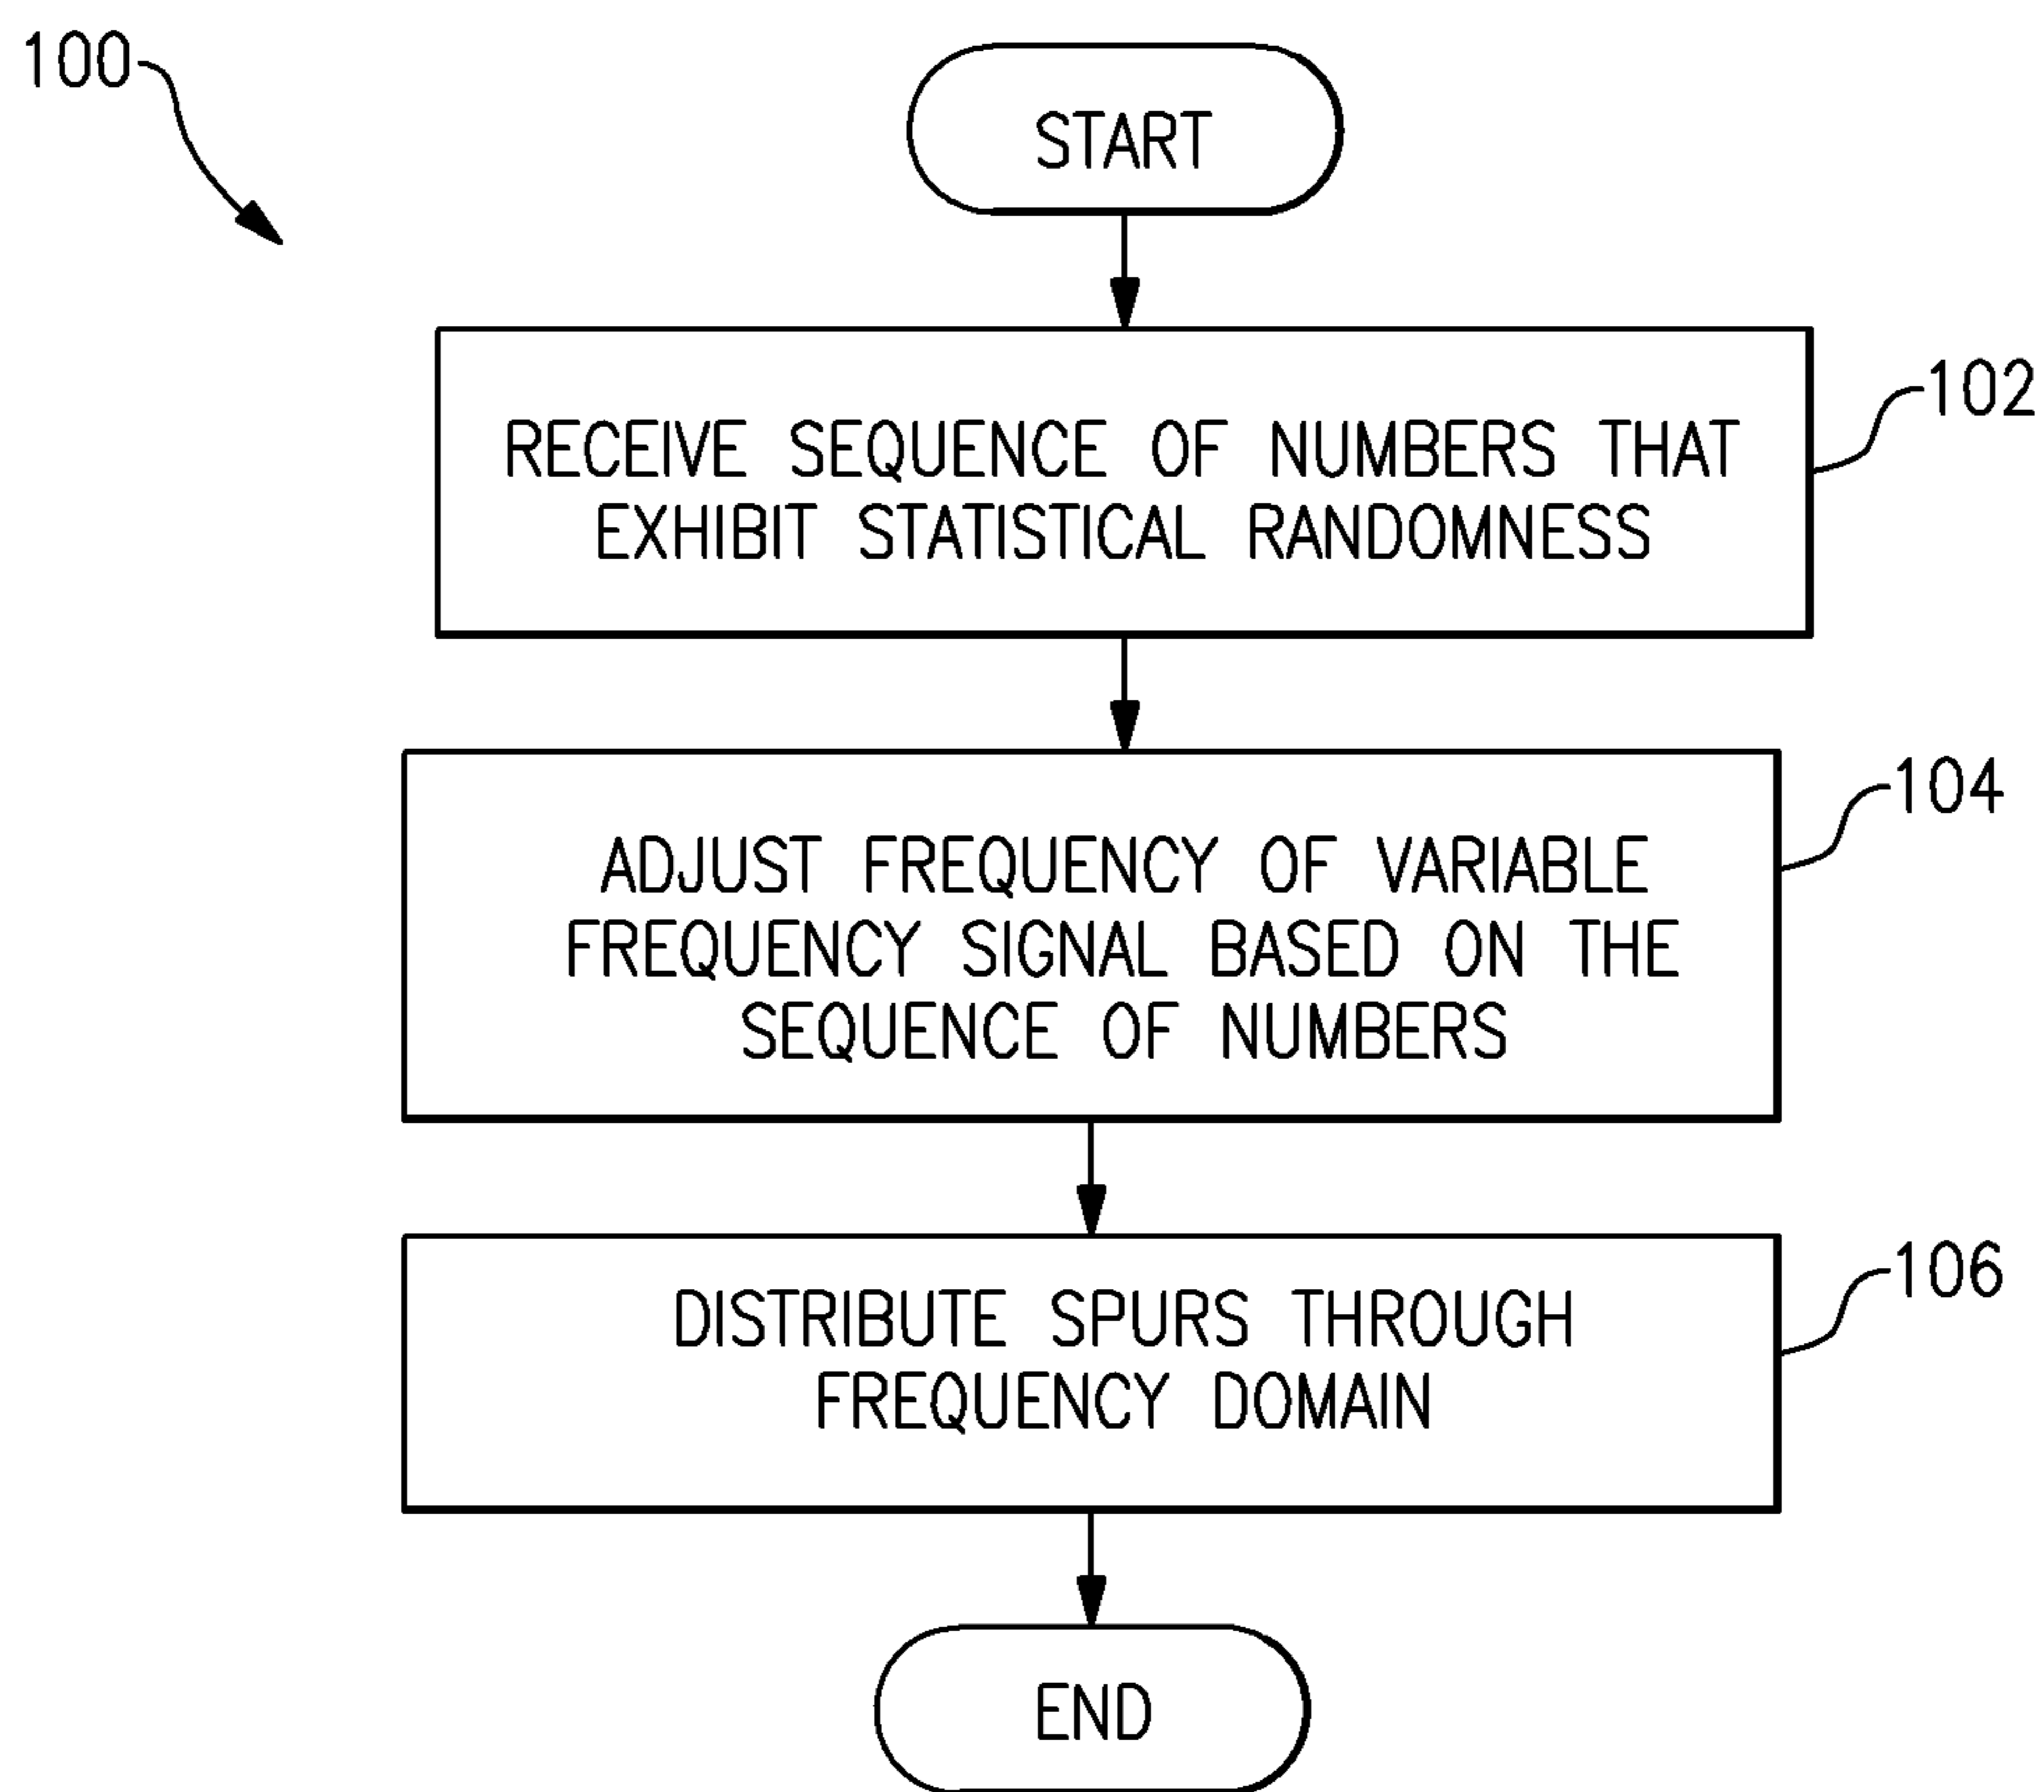 100
START
RECEIVE SEQUENCE OF NUMBERS THAT
EXHIBIT STATISTICAL RANDOMNESS
102
ADJUST FREQUENCY OF VARIABLE
FREQUENCY SIGNAL BASED ON THE
SEQUENCE OF NUMBERS
104
DISTRIBUTE SPURS THROUGH
FREQUENCY DOMAIN
106
END